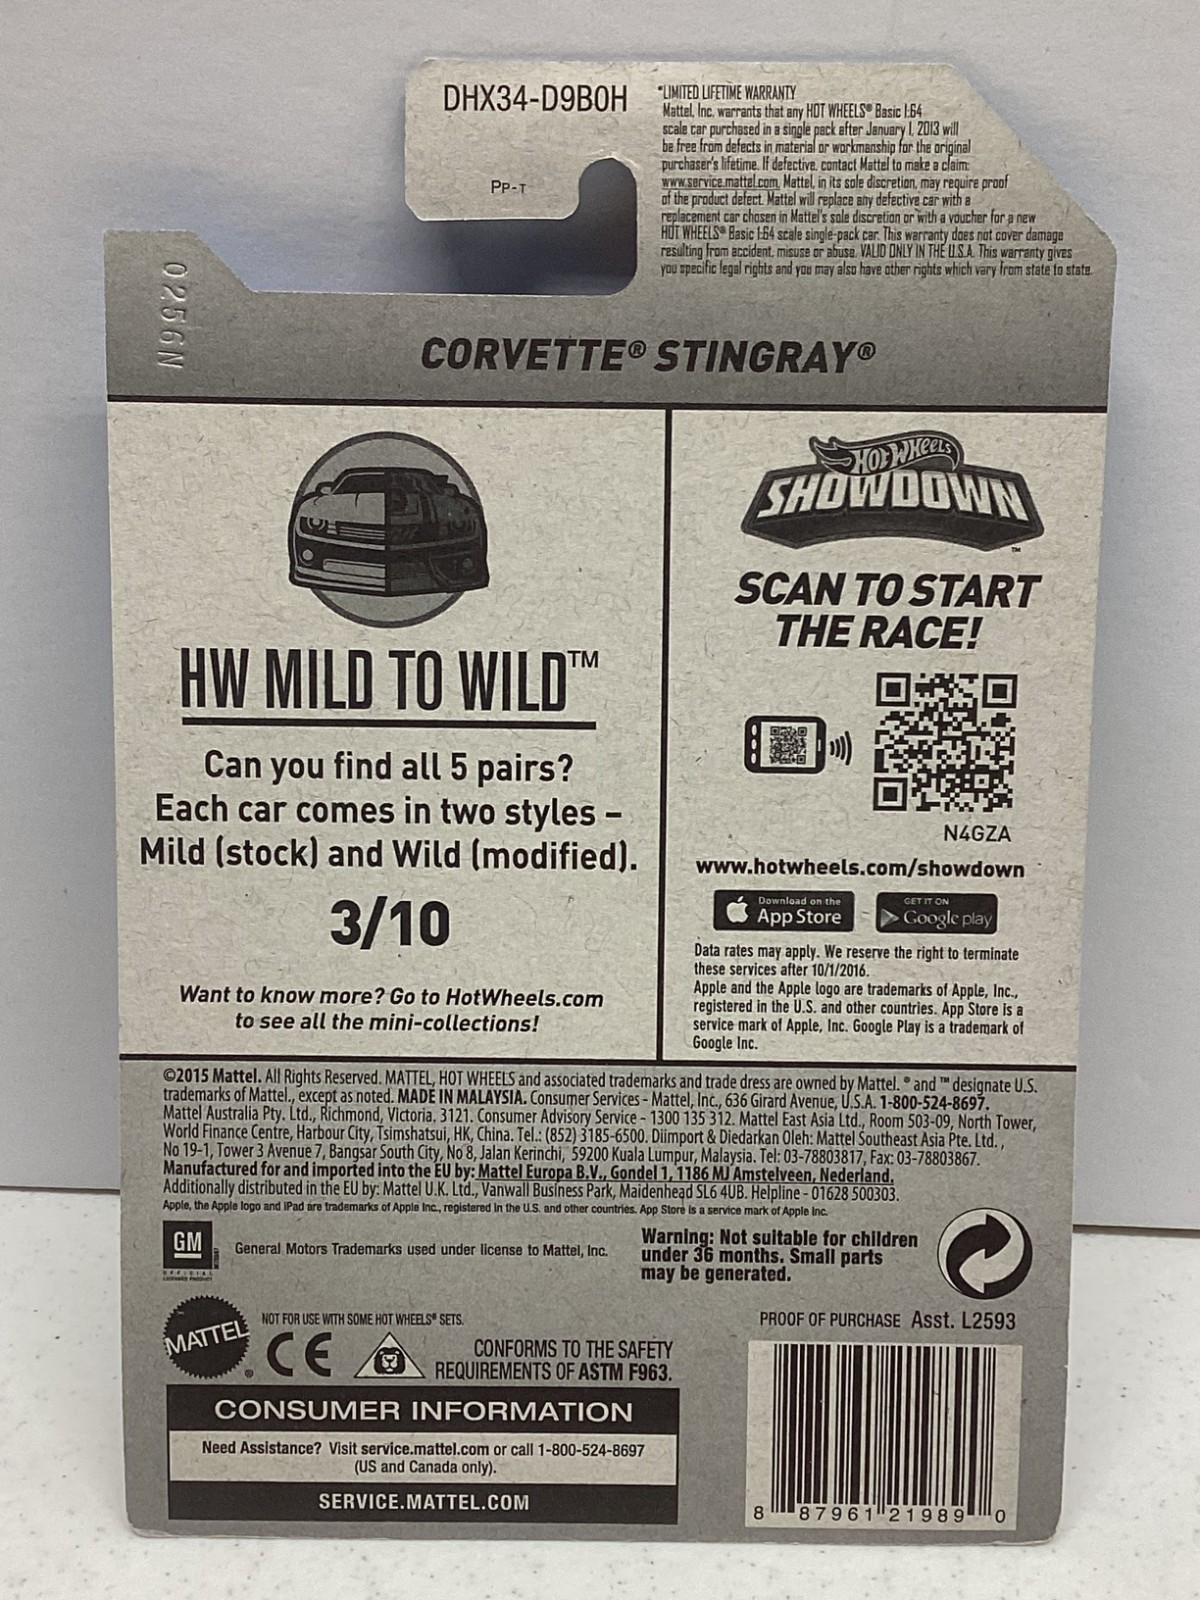 DHX34-D9B0H
PP-T
*LIMITED LIFETIME WARRANTY
Mattel, Inc. warrants that any HOT WHEELS® Basic 1:64
scale car purchased in a single pack after January 1, 2013 will
be free from defects in material or workmanship for the original
purchaser's lifetime. If defective, contact Mattel to make a claim:
www.service.mattel.com. Mattel, in its sole discretion, may require proof
of the product defect. Mattel will replace any defective car with a
replacement car chosen in Mattel's sole discretion or with a voucher for a new
HOT WHEELS® Basic 1:64 scale single-pack car. This warranty does not cover damage
resulting from accident, misuse or abuse. VALID ONLY IN THE U.S.A. This warranty gives
you specific legal rights and you may also have other rights which vary from state to state.
0256N
CORVETTE® STINGRAY®
HW MILD TO WILD™
Can you find all 5 pairs?
Each car comes in two styles –
Mild (stock) and Wild (modified).
3/10
Want to know more? Go to HotWheels.com
to see all the mini-collections!
HOT WHEELS
SHOWDOWN™
SCAN TO START
THE RACE!
N4GZA
www.hotwheels.com/showdown
Download on the
App Store
GET IT ON
Google play
Data rates may apply. We reserve the right to terminate
these services after 10/1/2016.
Apple and the Apple logo are trademarks of Apple, Inc.,
registered in the U.S. and other countries. App Store is a
service mark of Apple, Inc. Google Play is a trademark of
Google Inc.
©2015 Mattel. All Rights Reserved. MATTEL, HOT WHEELS and associated trademarks and trade dress are owned by Mattel. ® and ™ designate U.S.
trademarks of Mattel., except as noted. MADE IN MALAYSIA. Consumer Services - Mattel, Inc., 636 Girard Avenue, U.S.A. 1-800-524-8697.
Mattel Australia Pty. Ltd., Richmond, Victoria. 3121. Consumer Advisory Service - 1300 135 312. Mattel East Asia Ltd., Room 503-09, North Tower,
World Finance Centre, Harbour City, Tsimshatsui, HK, China. Tel.: (852) 3185-6500. Diimport & Diedarkan Oleh: Mattel Southeast Asia Pte. Ltd.,
No 19-1, Tower 3 Avenue 7, Bangsar South City, No 8, Jalan Kerinchi, 59200 Kuala Lumpur, Malaysia. Tel: 03-78803817, Fax: 03-78803867.
Manufactured for and imported into the EU by: Mattel Europa B.V., Gondel 1, 1186 MJ Amstelveen, Nederland.
Additionally distributed in the EU by: Mattel U.K. Ltd., Vanwall Business Park, Maidenhead SL6 4UB. Helpline - 01628 500303.
Apple, the Apple logo and iPad are trademarks of Apple Inc., registered in the U.S. and other countries. App Store is a service mark of Apple Inc.
GM
OFFICIAL
LICENSED PRODUCT
General Motors Trademarks used under license to Mattel, Inc.
Warning: Not suitable for children
under 36 months. Small parts
may be generated.
MATTEL®
NOT FOR USE WITH SOME HOT WHEELS® SETS.
CE
CONFORMS TO THE SAFETY
REQUIREMENTS OF ASTM F963.
PROOF OF PURCHASE Asst. L2593
CONSUMER INFORMATION
Need Assistance? Visit service.mattel.com or call 1-800-524-8697
(US and Canada only).
SERVICE.MATTEL.COM
8 87961 21989 0